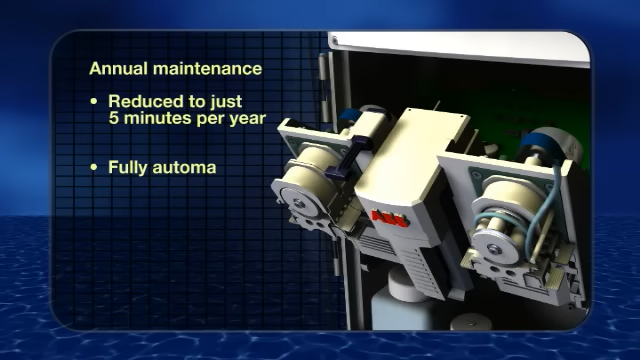 Annual maintenance
• Reduced to just
5 minutes per year
• Fully automa
ABB